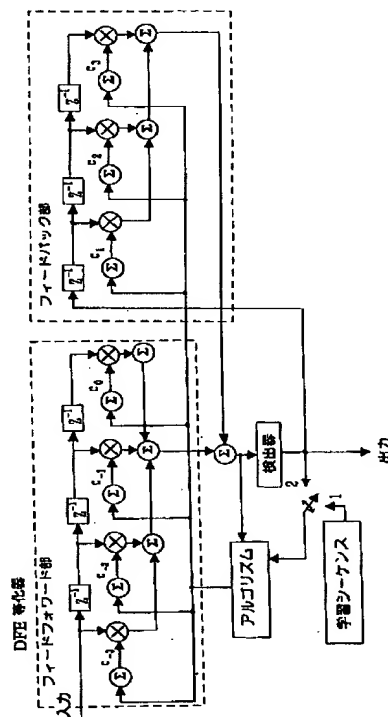 DFE 等化器
フィードフォワード部
入力
Z⁻¹
Z⁻¹
Z⁻¹
C₋₃
C₋₂
C₋₁
C₀
Σ
Σ
Σ
Σ
Σ
Σ
Σ
フィードバック部
Z⁻¹
Z⁻¹
Z⁻¹
C₁
C₂
C₃
Σ
Σ
Σ
Σ
Σ
Σ
アルゴリズム
検出器
2
1
学習シーケンス
出力